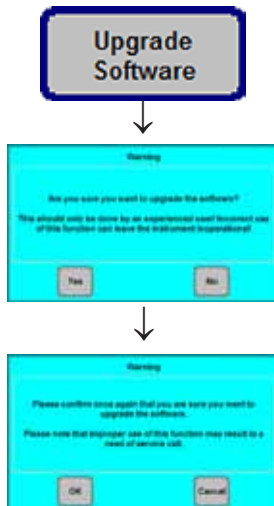 Upgrade
Software
Warning
Are you sure you want to upgrade the software?
This should only be done by an experienced user! Incorrect use
of this function can leave the instrument inoperational!
Yes
No
Warning
Please confirm once again that you are sure you want to
upgrade the software.
Please note that improper use of this function may result to a
need of service call.
OK
Cancel